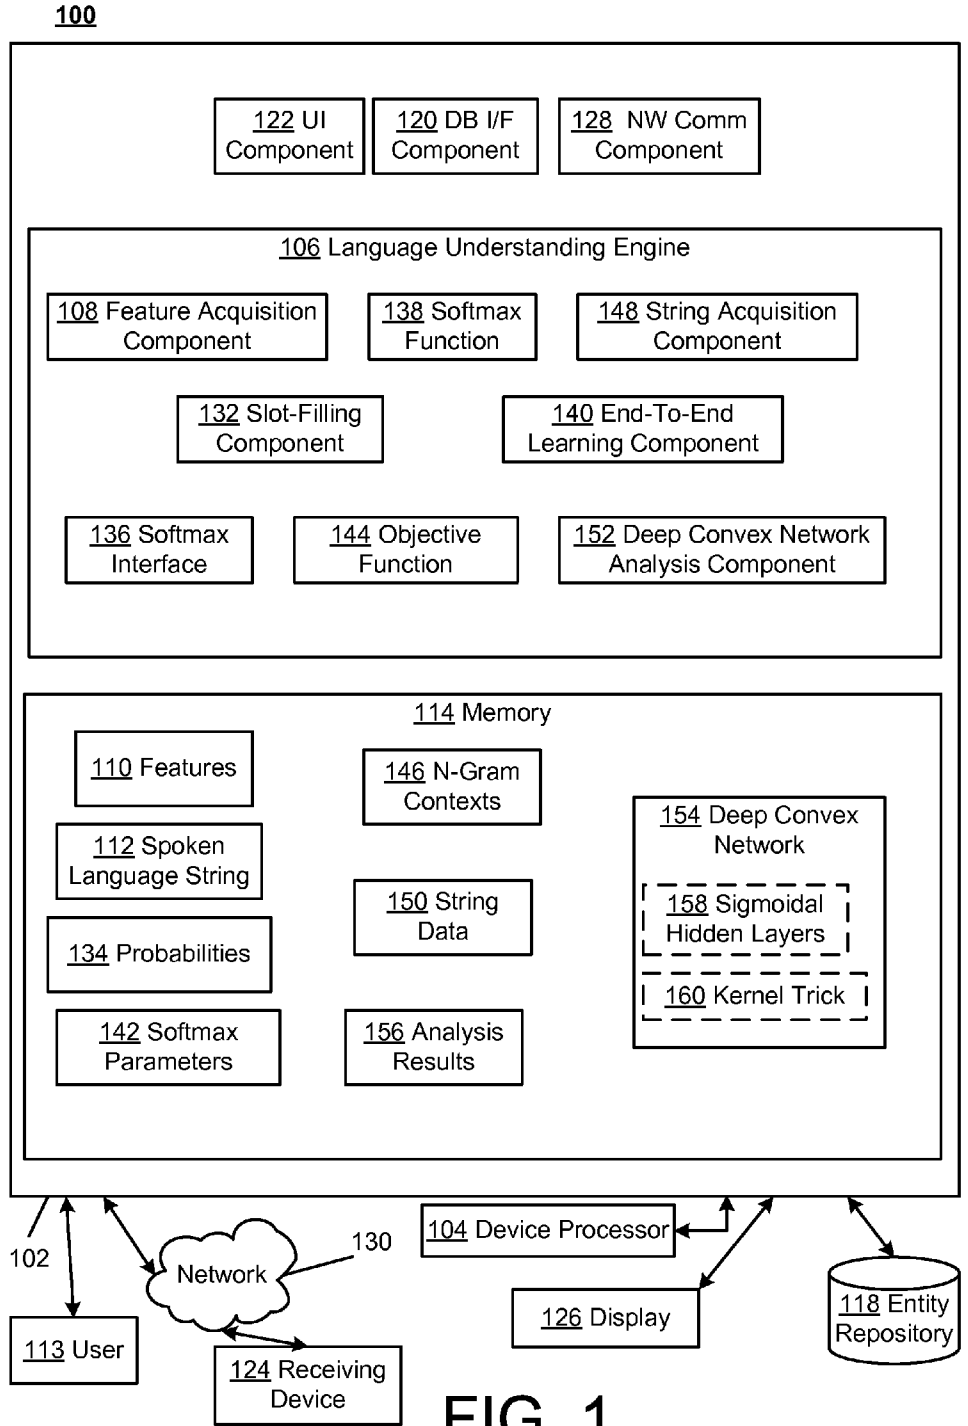 100
122 UI
Component
120 DB I/F
Component
128 NW Comm
Component
106 Language Understanding Engine
108 Feature Acquisition
Component
138 Softmax
Function
148 String Acquisition
Component
132 Slot-Filling
Component
140 End-To-End
Learning Component
136 Softmax
Interface
144 Objective
Function
152 Deep Convex Network
Analysis Component
114 Memory
110 Features
146 N-Gram
Contexts
154 Deep Convex
Network
112 Spoken
Language String
150 String
Data
158 Sigmoidal
Hidden Layers
134 Probabilities
160 Kernel Trick
142 Softmax
Parameters
156 Analysis
Results
102
Network
130
104 Device Processor
118 Entity
Repository
126 Display
113 User
124 Receiving
Device
FIG. 1